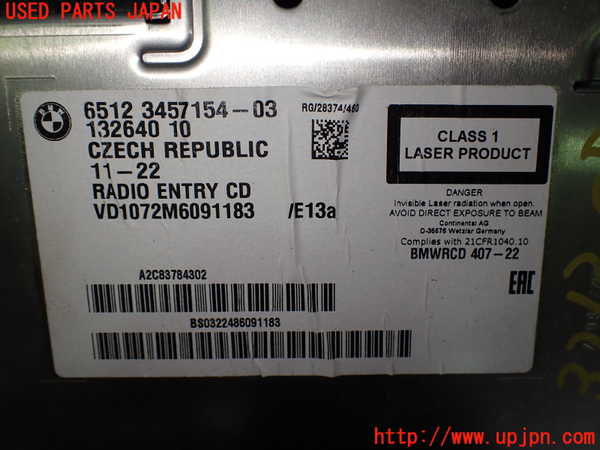 USED PARTS JAPAN
BMW
6512 3457154-03
RG/28374/460
132640 10
CZECH REPUBLIC
11-22
RADIO ENTRY CD
VD1072M6091183 /E13a
CLASS 1
LASER PRODUCT
DANGER
Invisible Laser radiation when open.
AVOID DIRECT EXPOSURE TO BEAM
Continental AG
D-35576 Wetzlar Germany
Complies with 21CFR1040.10
BMWRCD 407-22
EAC
A2C83784302
BS0322486091183
UPJ http://www.upjpn.com/